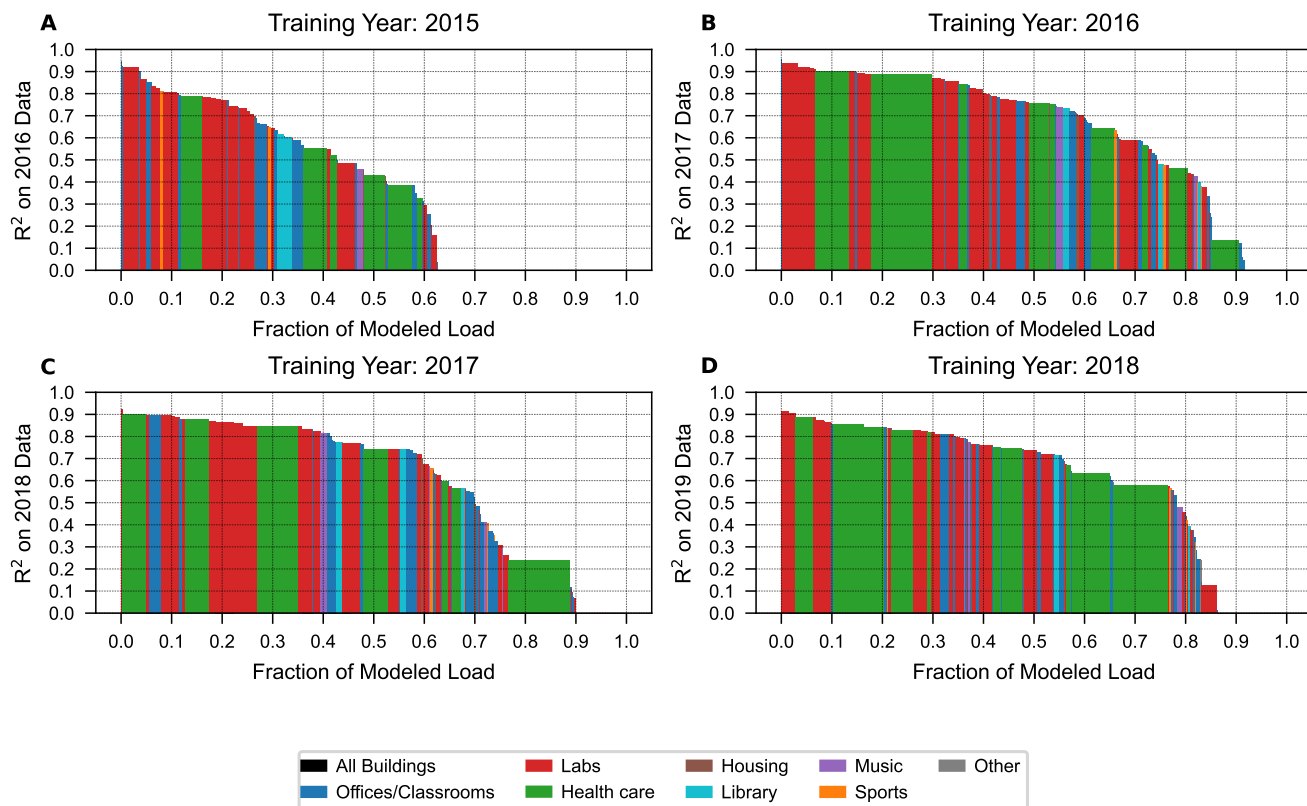 A
Training Year: 2015
R² on 2016 Data
1.0
0.9
0.8
0.7
0.6
0.5
0.4
0.3
0.2
0.1
0.0
0.0 0.1 0.2 0.3 0.4 0.5 0.6 0.7 0.8 0.9 1.0
Fraction of Modeled Load
B
Training Year: 2016
R² on 2017 Data
1.0
0.9
0.8
0.7
0.6
0.5
0.4
0.3
0.2
0.1
0.0
0.0 0.1 0.2 0.3 0.4 0.5 0.6 0.7 0.8 0.9 1.0
Fraction of Modeled Load
C
Training Year: 2017
R² on 2018 Data
1.0
0.9
0.8
0.7
0.6
0.5
0.4
0.3
0.2
0.1
0.0
0.0 0.1 0.2 0.3 0.4 0.5 0.6 0.7 0.8 0.9 1.0
Fraction of Modeled Load
D
Training Year: 2018
R² on 2019 Data
1.0
0.9
0.8
0.7
0.6
0.5
0.4
0.3
0.2
0.1
0.0
0.0 0.1 0.2 0.3 0.4 0.5 0.6 0.7 0.8 0.9 1.0
Fraction of Modeled Load
All Buildings Labs Housing Music Other
Offices/Classrooms Health care Library Sports